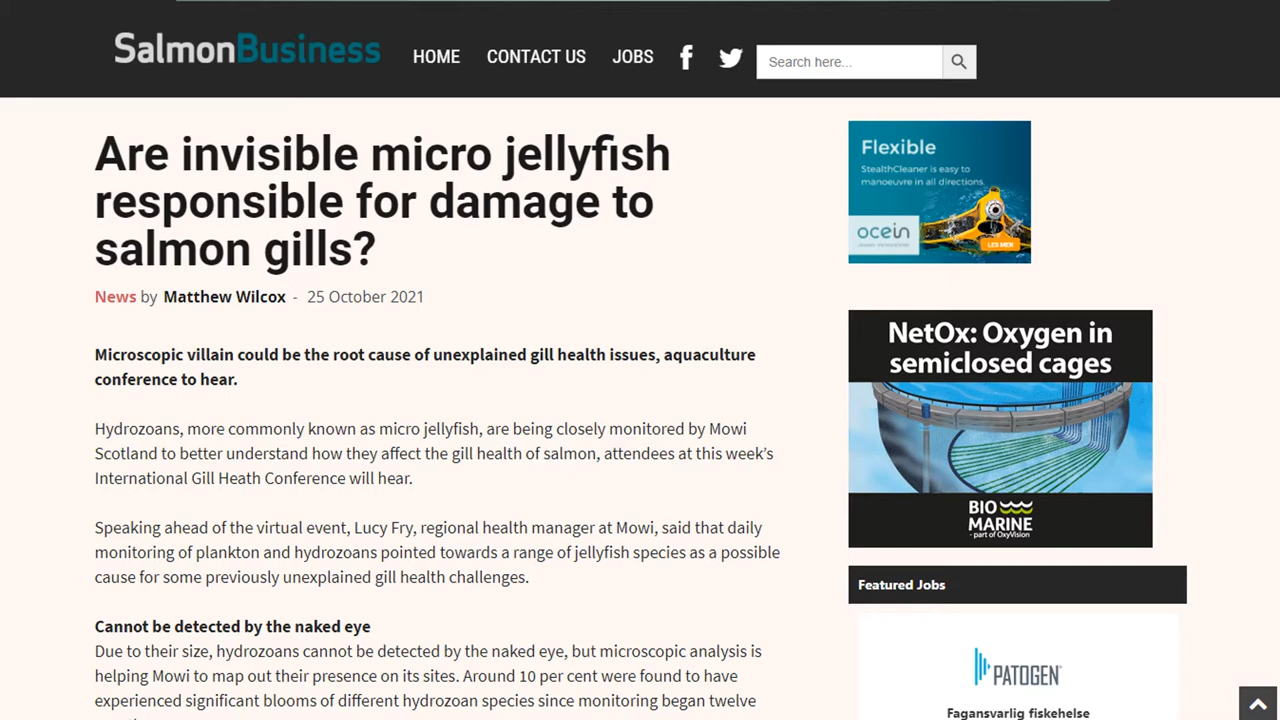 SalmonBusiness
HOME CONTACT US JOBS
Search here...
Are invisible micro jellyfish
responsible for damage to
salmon gills?
News by Matthew Wilcox - 25 October 2021
Microscopic villain could be the root cause of unexplained gill health issues, aquaculture
conference to hear.
Hydrozoans, more commonly known as micro jellyfish, are being closely monitored by Mowi
Scotland to better understand how they affect the gill health of salmon, attendees at this week's
International Gill Heath Conference will hear.
Speaking ahead of the virtual event, Lucy Fry, regional health manager at Mowi, said that daily
monitoring of plankton and hydrozoans pointed towards a range of jellyfish species as a possible
cause for some previously unexplained gill health challenges.
Cannot be detected by the naked eye
Due to their size, hydrozoans cannot be detected by the naked eye, but microscopic analysis is
helping Mowi to map out their presence on its sites. Around 10 per cent were found to have
experienced significant blooms of different hydrozoan species since monitoring began twelve
Flexible
StealthCleaner is easy to
manoeuvre in all directions.
ocein
LES MER
NetOx: Oxygen in
semiclosed cages
BIO
MARINE
- part of OxyVision
Featured Jobs
PATOGEN
Fagansvarlig fiskehelse